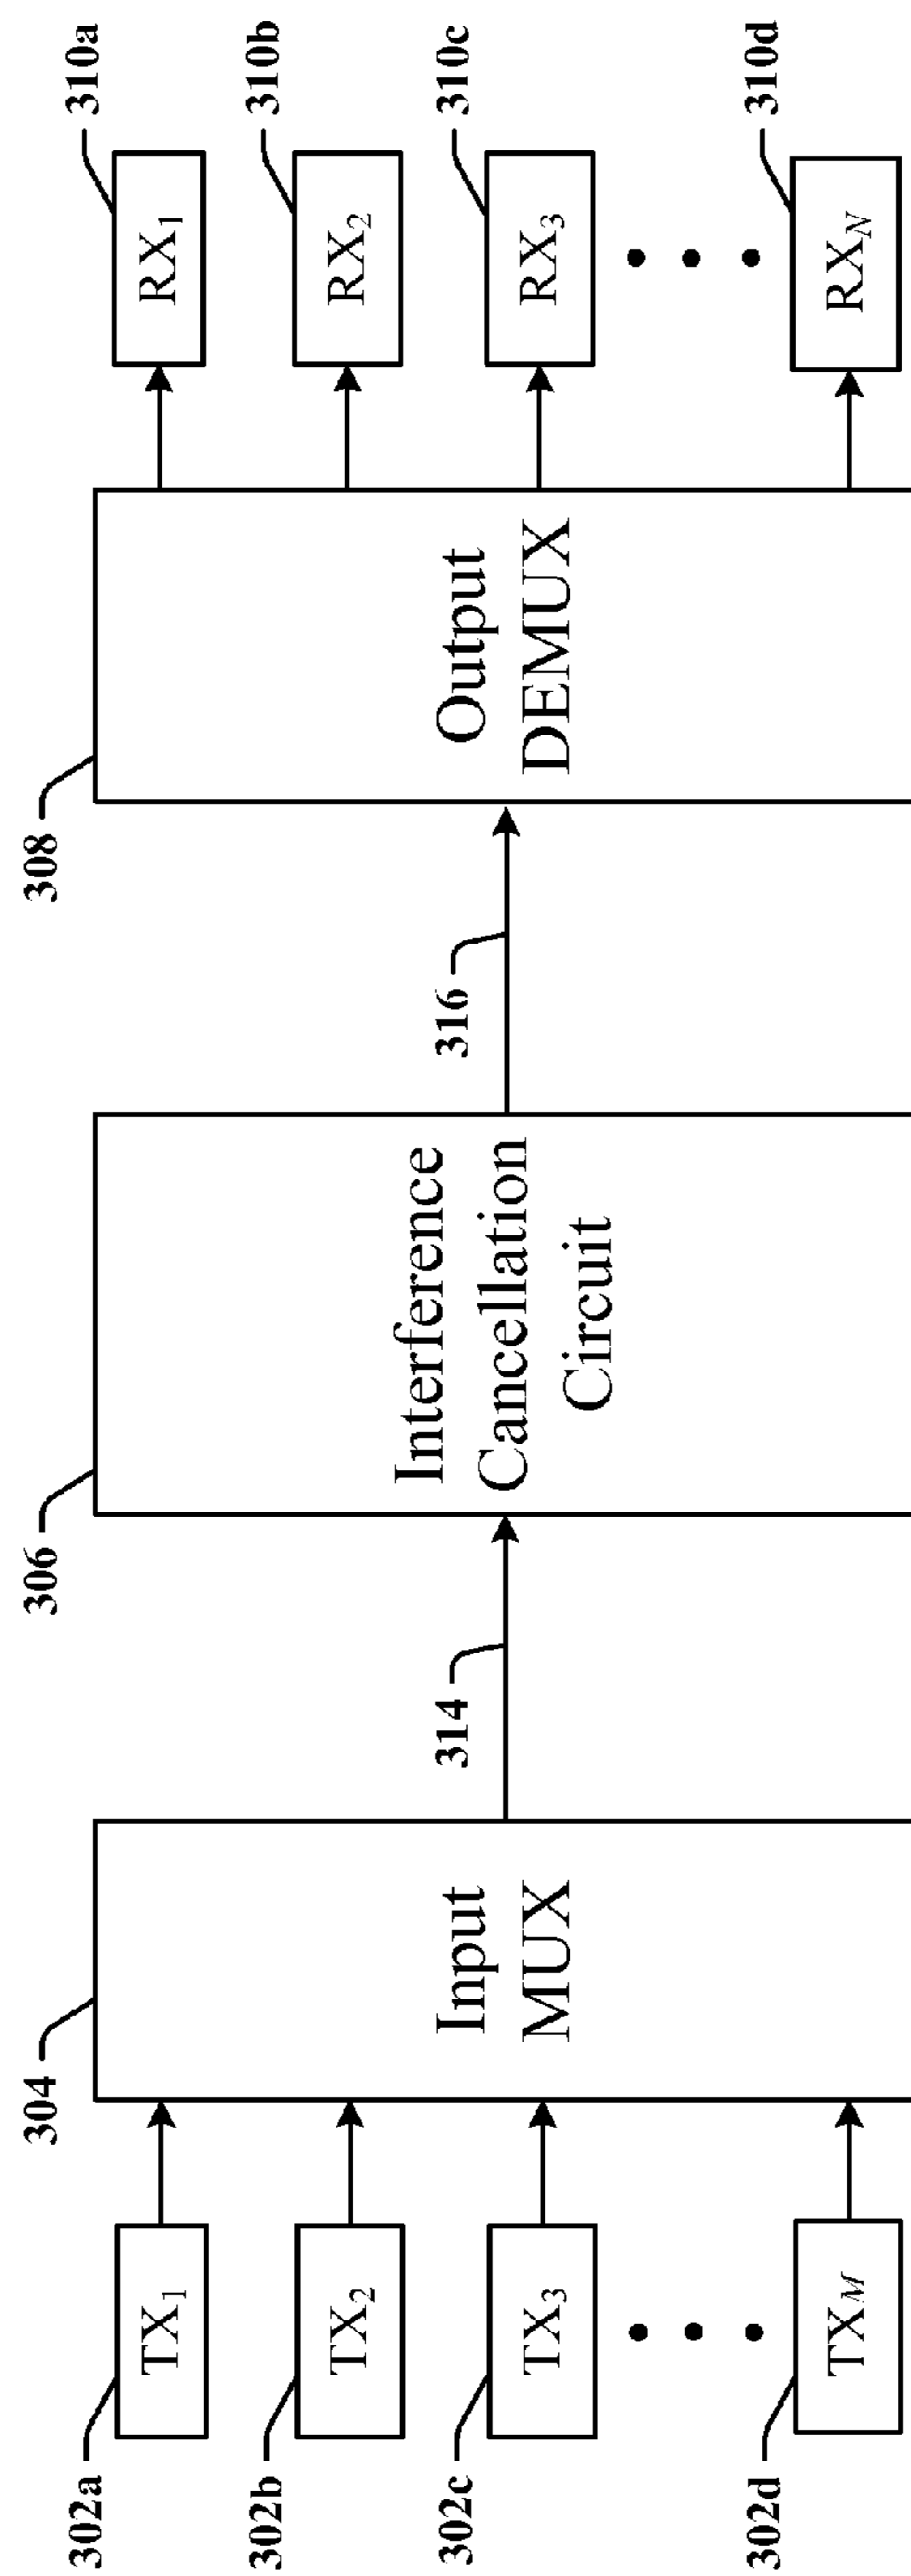 302a
TX1
302b
TX2
302c
TX3
302d
TXM
304
Input
MUX
314
306
Interference
Cancellation
Circuit
316
308
Output
DEMUX
310a
RX1
310b
RX2
310c
RX3
310d
RXN